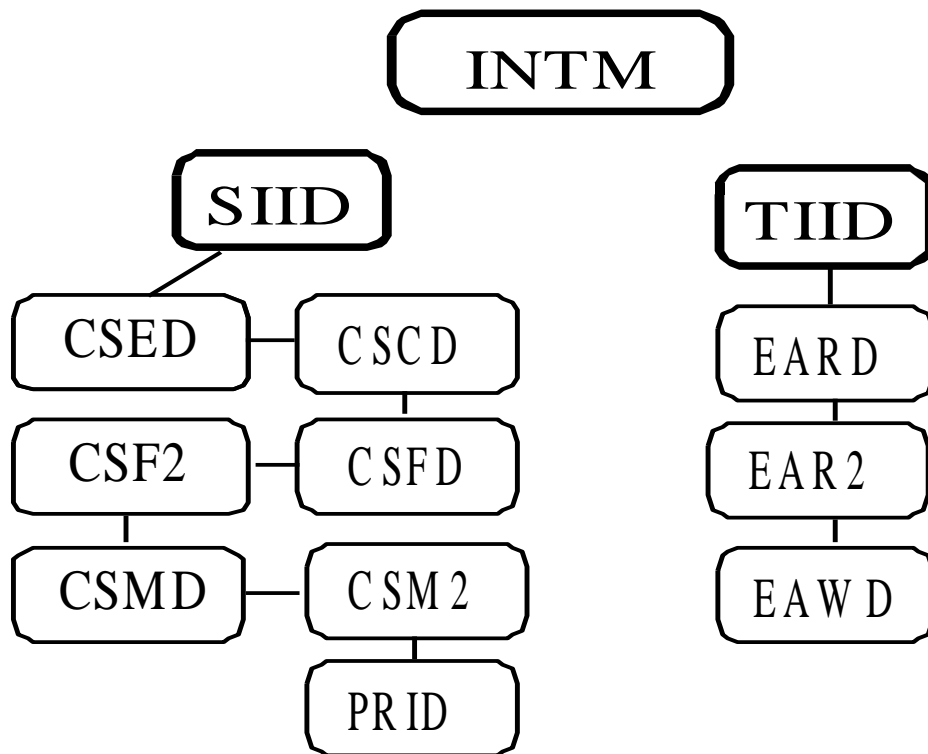 INTM
SIID
TIID
CSED
CSCD
EARD
CSF2
CSFD
EAR2
CSMD
CSM2
EAWD
PRID